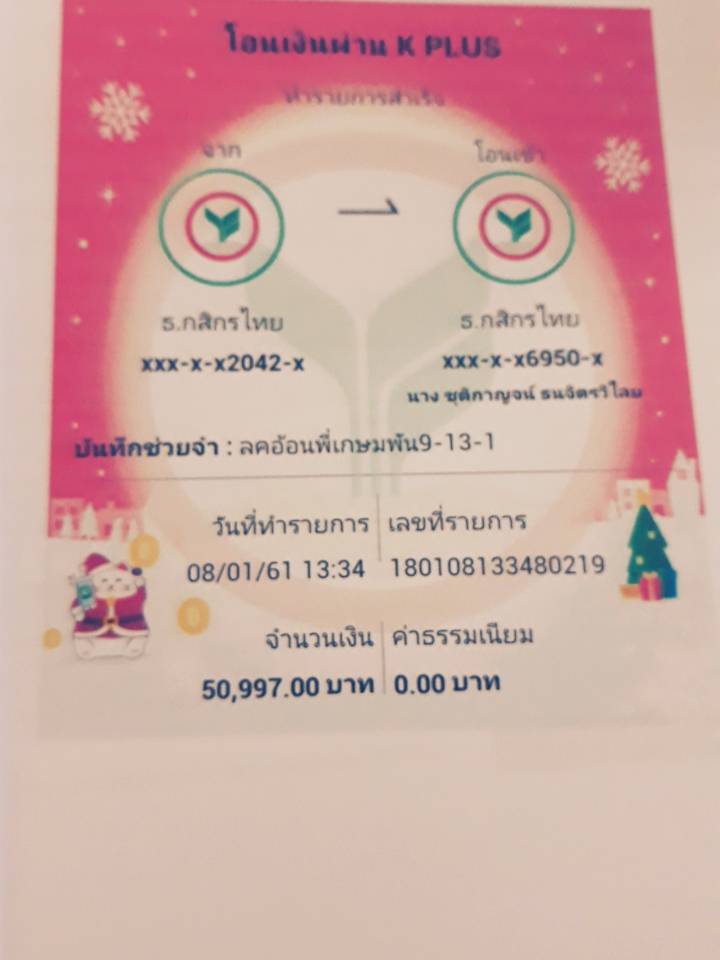 โอนเงินผ่าน K PLUS
ทำรายการสำเร็จ
จาก โอนเข้า
ธ.กสิกรไทย ธ.กสิกรไทย
xxx-x-x2042-x xxx-x-x6950-x
นาง ชุติกาญจน์ ธนจิตรวิไลย
บันทึกช่วยจำ : ลคอ้อนพี่เกษมพัน9-13-1
วันที่ทำรายการ เลขที่รายการ
08/01/61 13:34 180108133480219
จำนวนเงิน ค่าธรรมเนียม
50,997.00 บาท 0.00 บาท